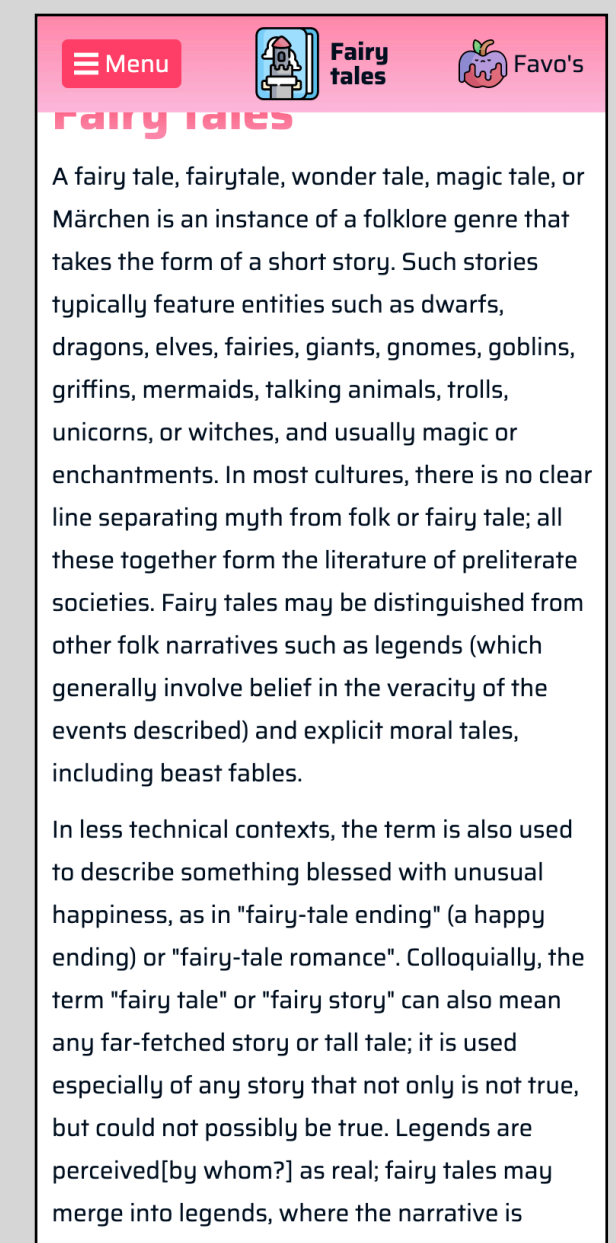 Menu
Fairy
tales
Favo's
Fairy Tales
A fairy tale, fairytale, wonder tale, magic tale, or
Märchen is an instance of a folklore genre that
takes the form of a short story. Such stories
typically feature entities such as dwarfs,
dragons, elves, fairies, giants, gnomes, goblins,
griffins, mermaids, talking animals, trolls,
unicorns, or witches, and usually magic or
enchantments. In most cultures, there is no clear
line separating myth from folk or fairy tale; all
these together form the literature of preliterate
societies. Fairy tales may be distinguished from
other folk narratives such as legends (which
generally involve belief in the veracity of the
events described) and explicit moral tales,
including beast fables.
In less technical contexts, the term is also used
to describe something blessed with unusual
happiness, as in "fairy-tale ending" (a happy
ending) or "fairy-tale romance". Colloquially, the
term "fairy tale" or "fairy story" can also mean
any far-fetched story or tall tale; it is used
especially of any story that not only is not true,
but could not possibly be true. Legends are
perceived[by whom?] as real; fairy tales may
merge into legends, where the narrative is